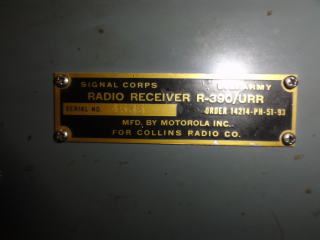 SIGNAL CORPS U.S. ARMY
RADIO RECEIVER R-390/URR
SERIAL NO. ORDER 14214-PH-51-93
MFD. BY MOTOROLA INC.
FOR COLLINS RADIO CO.